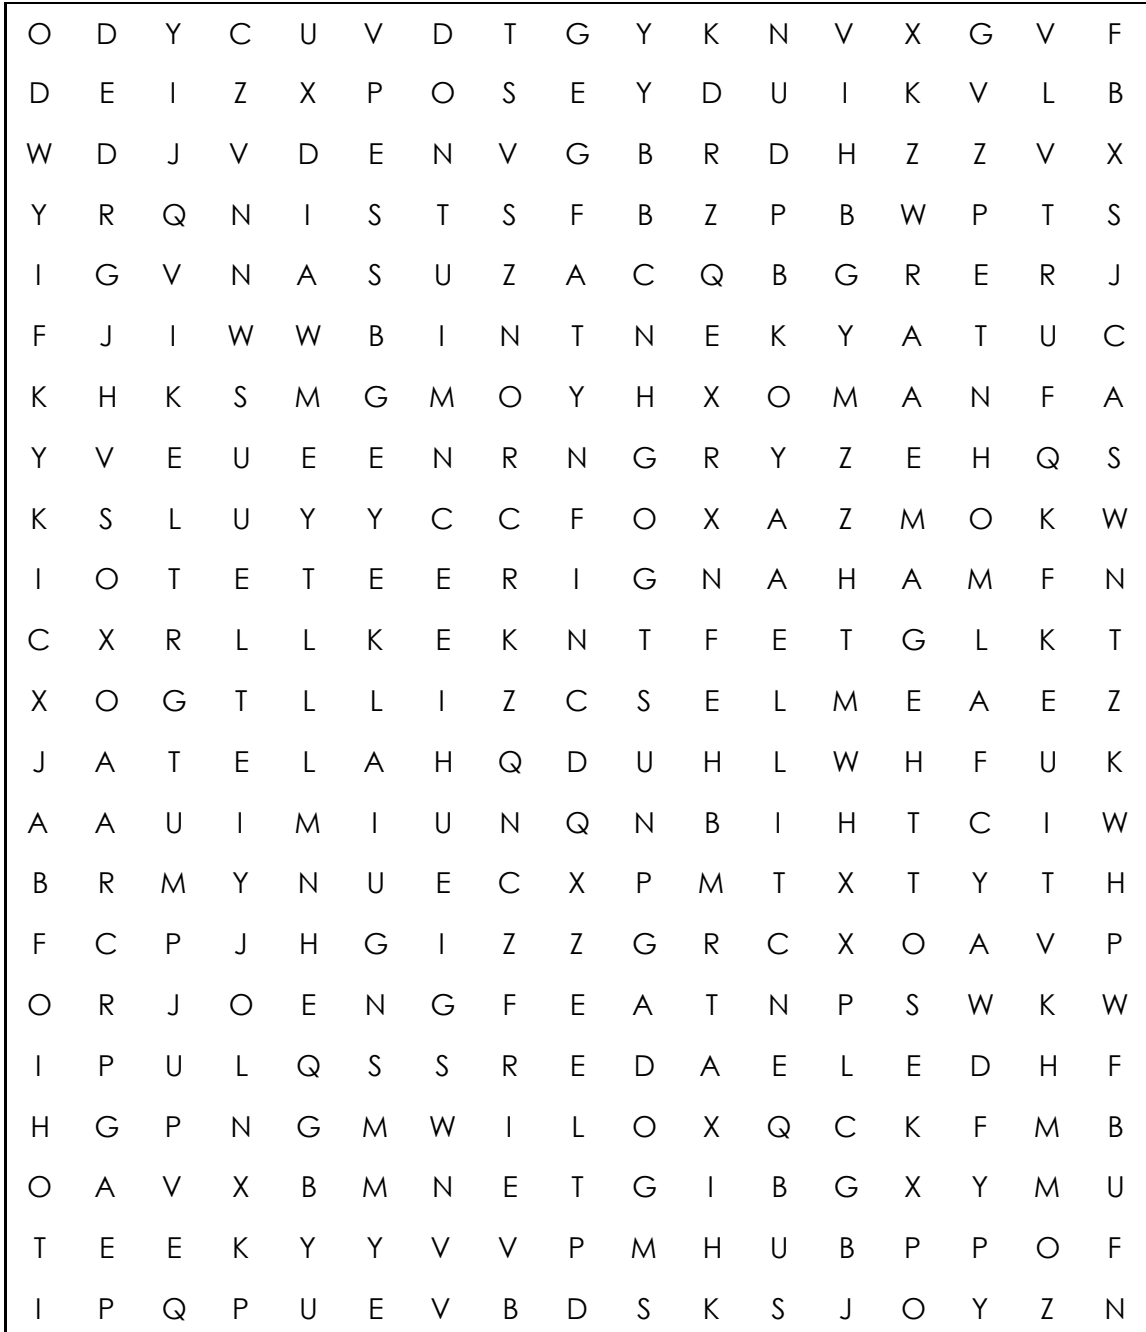 O D Y C U V D T G Y K N V X G V F
D E I Z X P O S E Y D U I K V L B
W D J V D E N V G B R D H Z Z V X
Y R Q N I S T S F B Z P B W P T S
I G V N A S U Z A C Q B G R E R J
F J I W W B I N T N E K Y A T U C
K H K S M G M O Y H X O M A N F A
Y V E U E E N R N G R Y Z E H Q S
K S L U Y Y C C F O X A Z M O K W
I O T E T E E R I G N A H A M F N
C X R L L K E K N T F E T G L K T
X O G T L L I Z C S E L M E A E Z
J A T E L A H Q D U H L W H F U K
A A U I M I U N Q N B I H T C I W
B R M Y N U E C X P M T X T Y T H
F C P J H G I Z Z G R C X O A V P
O R J O E N G F E A T N P S W K W
I P U L Q S S R E D A E L E D H F
H G P N G M W I L O X Q C K F M B
O A V X B M N E T G I B G X Y M U
T E E K Y Y V V P M H U B P P O F
I P Q P U E V B D S K S J O Y Z N